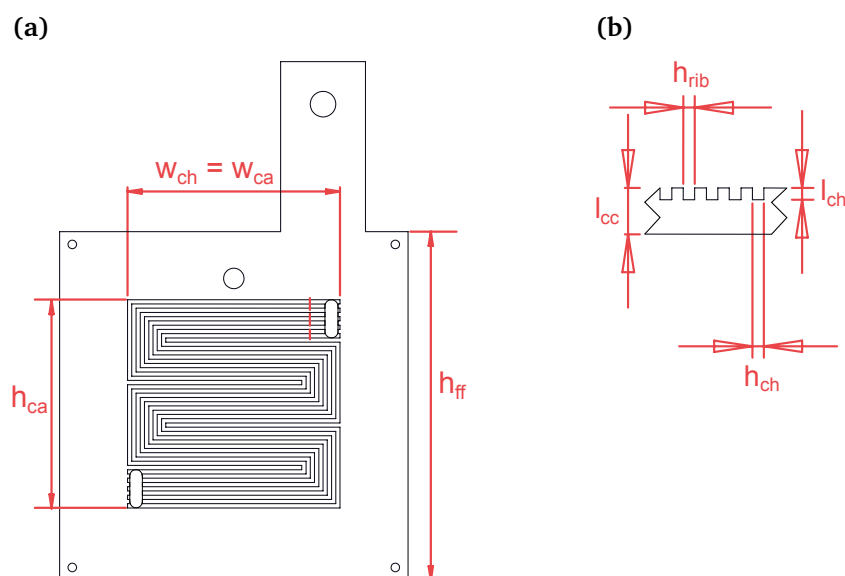 (a)
(b)
h_rib
w_ch = w_ca
l_cc
l_ch
h_ca
h_ff
h_ch